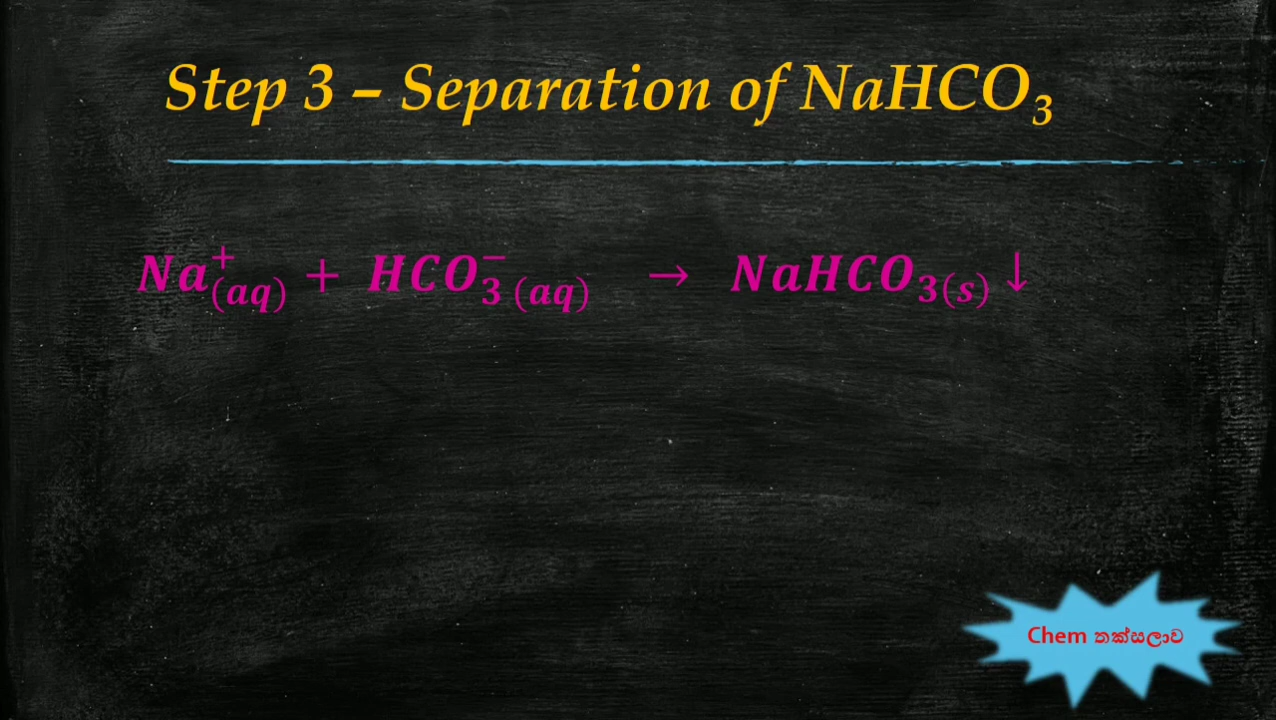 Step 3 – Separation of NaHCO₃
Na⁺₍aq₎ + HCO₃⁻ (aq) → NaHCO₃(s) ↓
Chem තක්සලාව